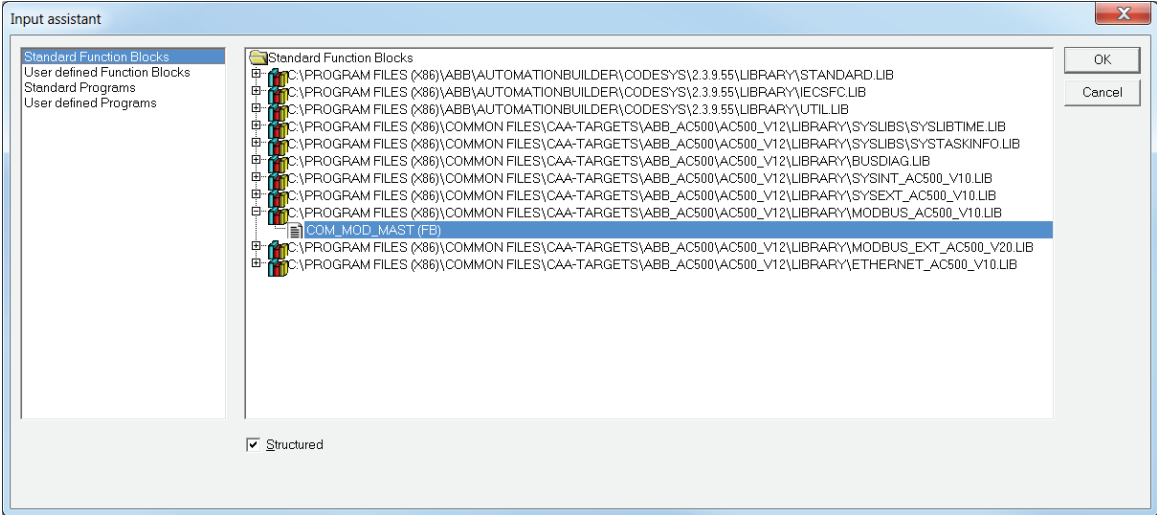 Input assistant
Standard Function Blocks
User defined Function Blocks
Standard Programs
User defined Programs
Standard Function Blocks
C:\PROGRAM FILES (X86)\ABB\AUTOMATIONBUILDER\CODESYS\2.3.9.55\LIBRARY\STANDARD.LIB
C:\PROGRAM FILES (X86)\ABB\AUTOMATIONBUILDER\CODESYS\2.3.9.55\LIBRARY\IECSFC.LIB
C:\PROGRAM FILES (X86)\ABB\AUTOMATIONBUILDER\CODESYS\2.3.9.55\LIBRARY\UTIL.LIB
C:\PROGRAM FILES (X86)\COMMON FILES\CAA-TARGETS\ABB_AC500\AC500_V12\LIBRARY\SYSLIBS\SYSLIBTIME.LIB
C:\PROGRAM FILES (X86)\COMMON FILES\CAA-TARGETS\ABB_AC500\AC500_V12\LIBRARY\SYSLIBS\SYSTASKINFO.LIB
C:\PROGRAM FILES (X86)\COMMON FILES\CAA-TARGETS\ABB_AC500\AC500_V12\LIBRARY\BUSDIAG.LIB
C:\PROGRAM FILES (X86)\COMMON FILES\CAA-TARGETS\ABB_AC500\AC500_V12\LIBRARY\SYSINT_AC500_V10.LIB
C:\PROGRAM FILES (X86)\COMMON FILES\CAA-TARGETS\ABB_AC500\AC500_V12\LIBRARY\SYSEXT_AC500_V10.LIB
C:\PROGRAM FILES (X86)\COMMON FILES\CAA-TARGETS\ABB_AC500\AC500_V12\LIBRARY\MODBUS_AC500_V10.LIB
COM_MOD_MAST (FB)
C:\PROGRAM FILES (X86)\COMMON FILES\CAA-TARGETS\ABB_AC500\AC500_V12\LIBRARY\MODBUS_EXT_AC500_V20.LIB
C:\PROGRAM FILES (X86)\COMMON FILES\CAA-TARGETS\ABB_AC500\AC500_V12\LIBRARY\ETHERNET_AC500_V10.LIB
OK
Cancel
Structured